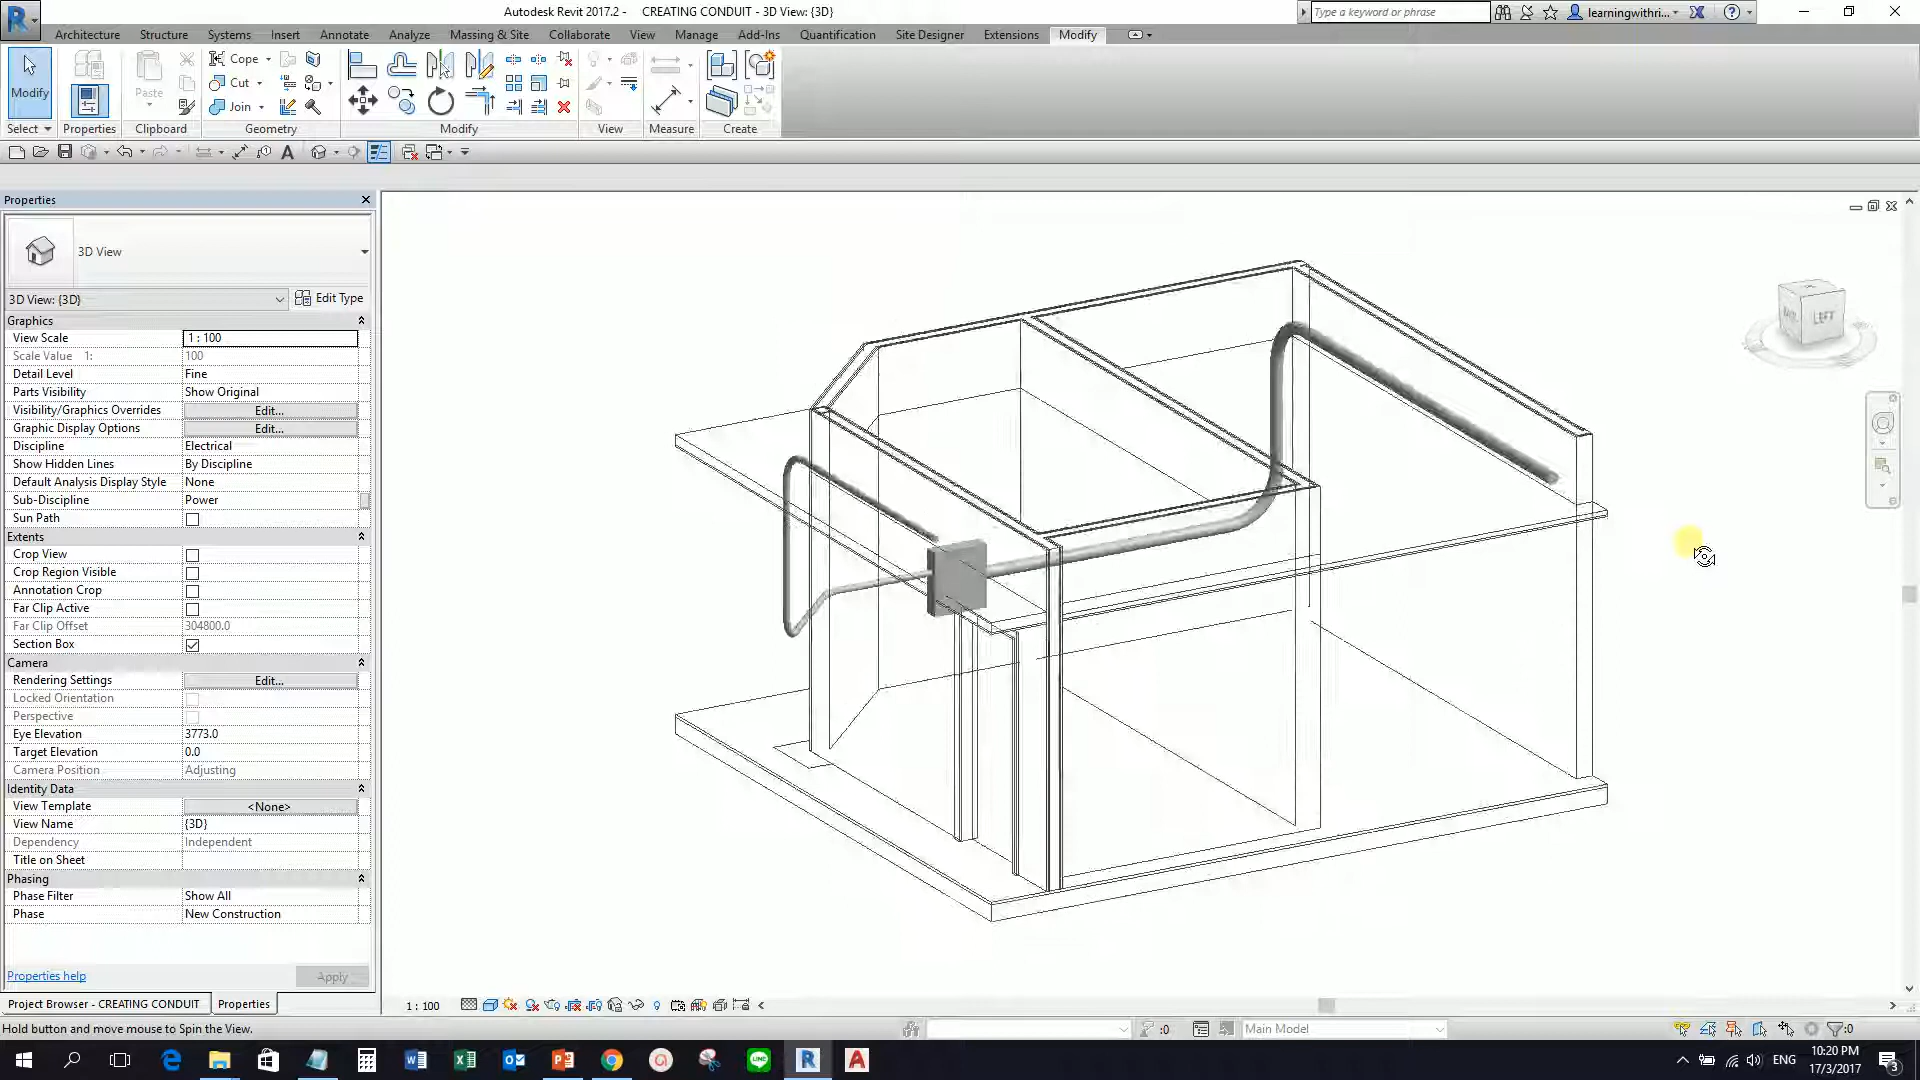 Autodesk Revit 2017.2 - CREATING CONDUIT - 3D View: {3D}
Type a keyword or phrase
learningwithri...
Architecture Structure Systems Insert Annotate Analyze Massing & Site Collaborate View Manage Add-Ins Quantification Site Designer Extensions Modify
Modify
Paste
Cope
Cut
Join
Select Properties Clipboard Geometry Modify View Measure Create
Properties
3D View
3D View: {3D} Edit Type
Graphics
View Scale 1 : 100
Scale Value 1: 100
Detail Level Fine
Parts Visibility Show Original
Visibility/Graphics Overrides Edit...
Graphic Display Options Edit...
Discipline Electrical
Show Hidden Lines By Discipline
Default Analysis Display Style None
Sub-Discipline Power
Sun Path
Extents
Crop View
Crop Region Visible
Annotation Crop
Far Clip Active
Far Clip Offset 304800.0
Section Box
Camera
Rendering Settings Edit...
Locked Orientation
Perspective
Eye Elevation 3773.0
Target Elevation 0.0
Camera Position Adjusting
Identity Data
View Template <None>
View Name {3D}
Dependency Independent
Title on Sheet
Phasing
Phase Filter Show All
Phase New Construction
Properties help Apply
Project Browser - CREATING CONDUIT Properties
LEFT
1 : 100
Hold button and move mouse to Spin the View.
:0
Main Model
:0
ENG
10:20 PM
17/3/2017
3